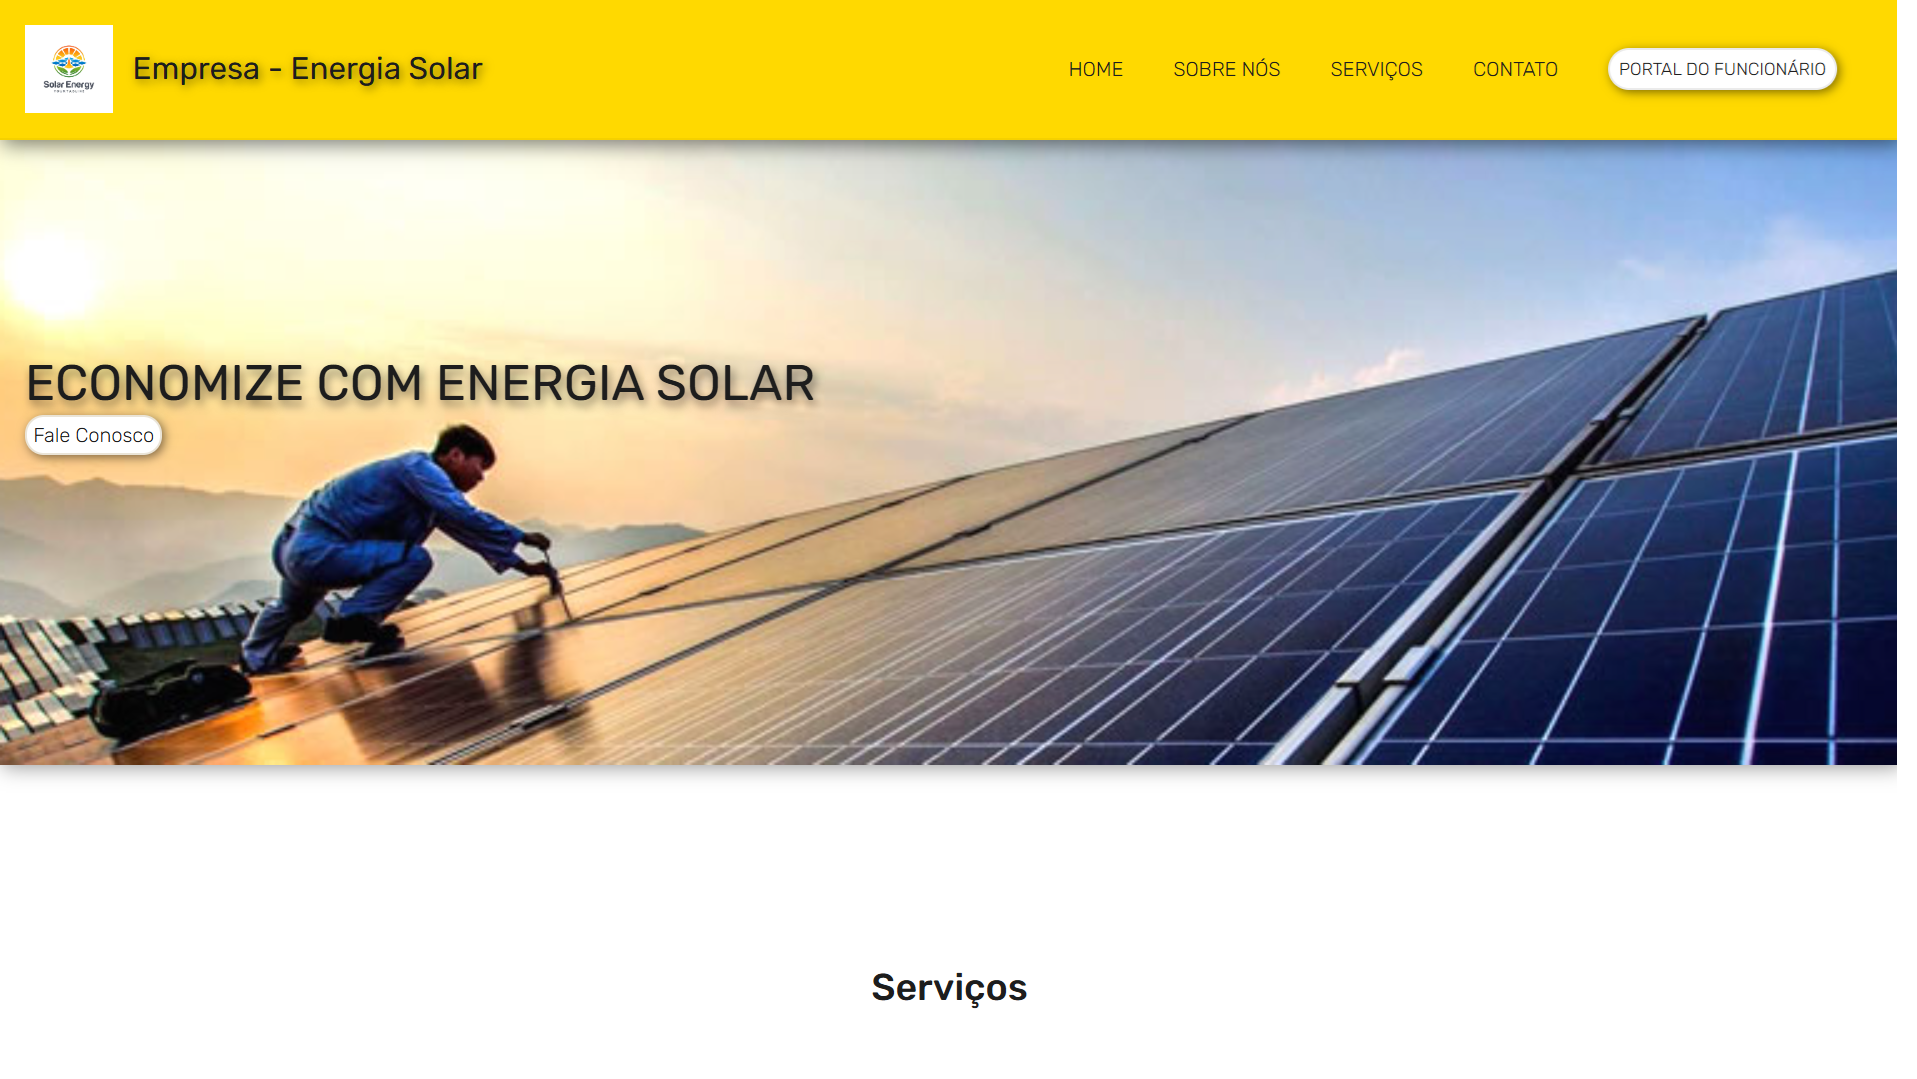 Solar Energy
Empresa - Energia Solar
HOME
SOBRE NÓS
SERVIÇOS
CONTATO
PORTAL DO FUNCIONÁRIO
ECONOMIZE COM ENERGIA SOLAR
Fale Conosco
Serviços